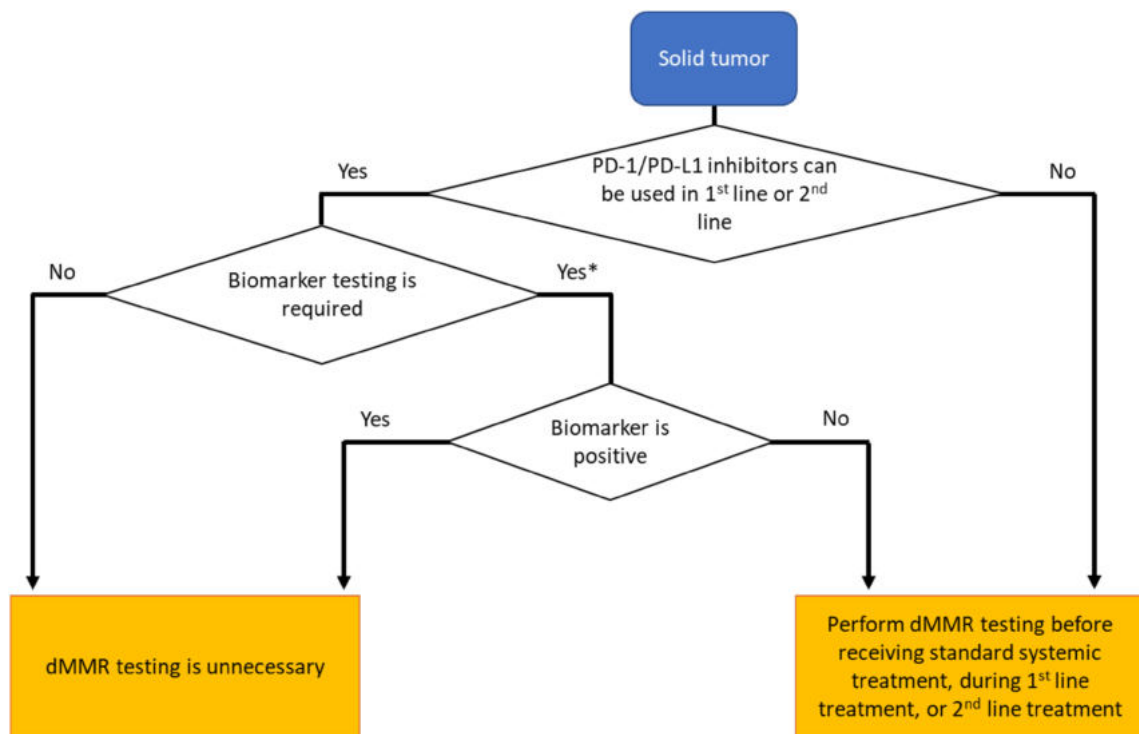 Solid tumor
Yes
PD-1/PD-L1 inhibitors can
be used in 1st line or 2nd
line
No
No
Biomarker testing is
required
Yes*
Yes
Biomarker is
positive
No
dMMR testing is unnecessary
Perform dMMR testing before
receiving standard systemic
treatment, during 1st line
treatment, or 2nd line treatment